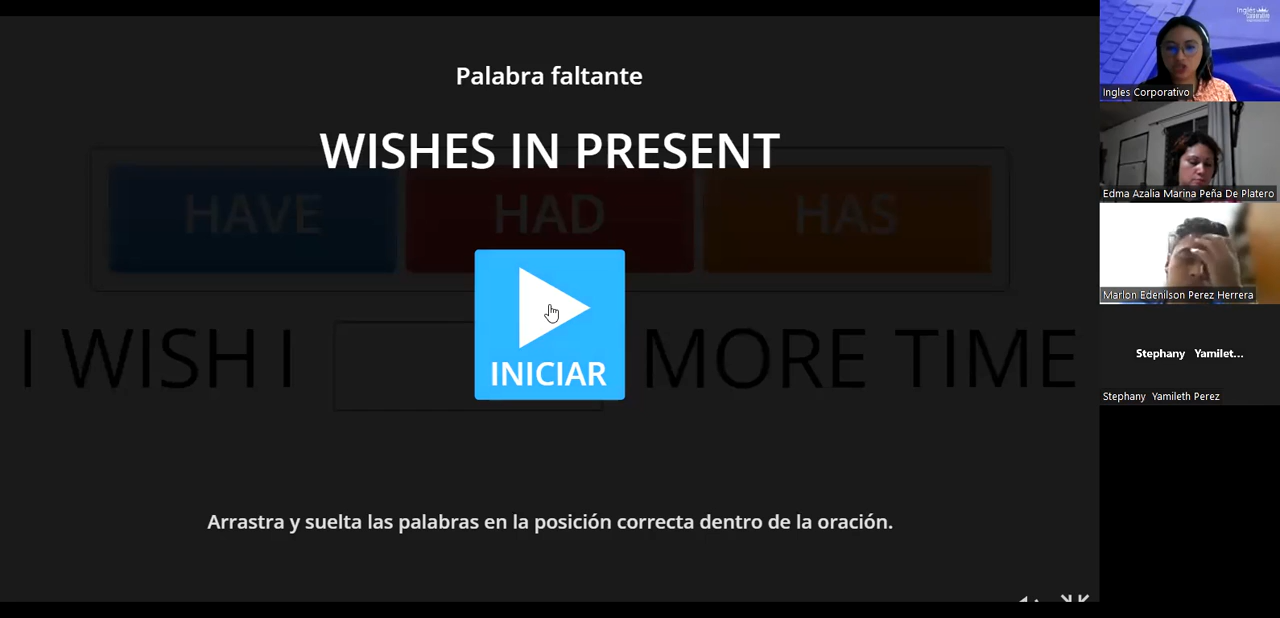 Palabra faltante
WISHES IN PRESENT
HAVE
HAD
HAS
I WISH I
MORE TIME
INICIAR
Arrastra y suelta las palabras en la posición correcta dentro de la oración.
Ingles Corporativo
Edma Azalia Marina Peña De Platero
Marlon Edenilson Perez Herrera
Stephany Yamilet...
Stephany Yamileth Perez